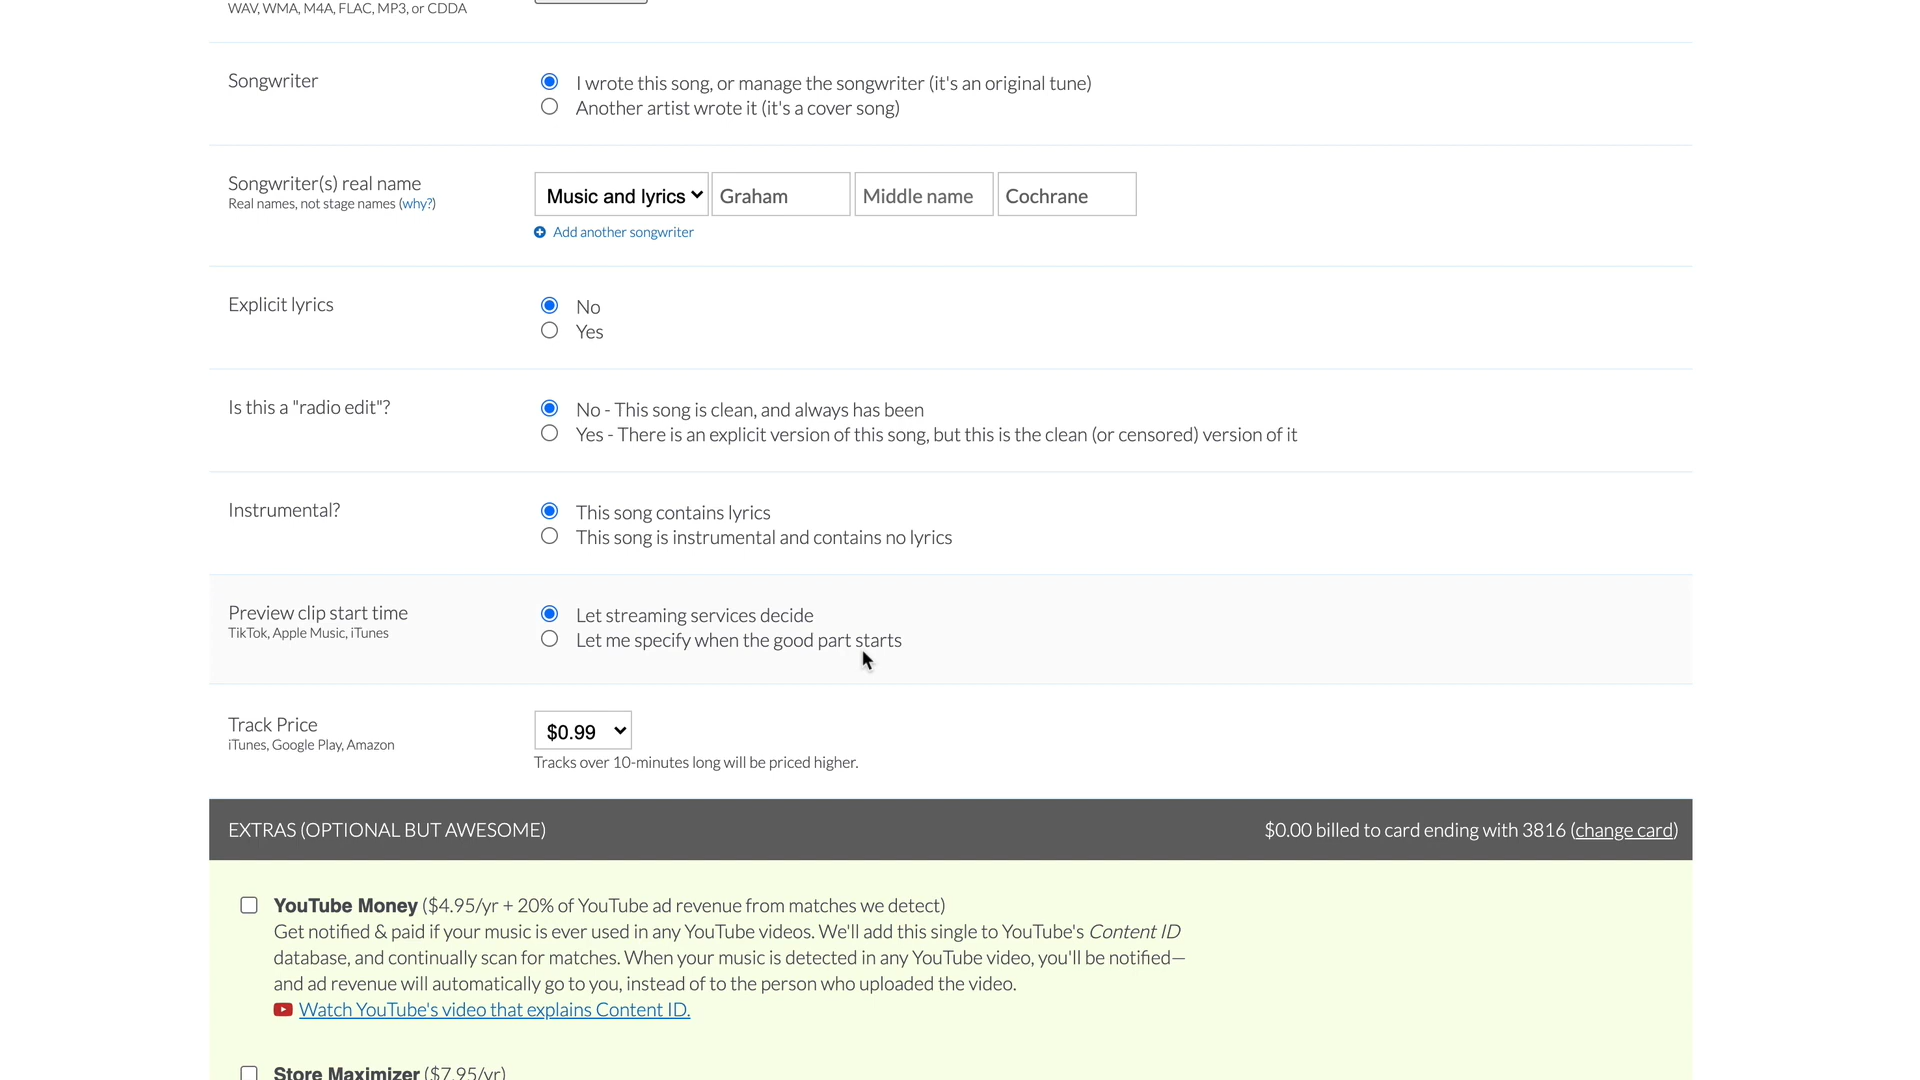 WAV, WMA, M4A, FLAC, MP3, or CDDA
Songwriter
I wrote this song, or manage the songwriter (it's an original tune)
Another artist wrote it (it's a cover song)
Songwriter(s) real name
Real names, not stage names (why?)
Music and lyrics
Graham
Middle name
Cochrane
Add another songwriter
Explicit lyrics
No
Yes
Is this a "radio edit"?
No - This song is clean, and always has been
Yes - There is an explicit version of this song, but this is the clean (or censored) version of it
Instrumental?
This song contains lyrics
This song is instrumental and contains no lyrics
Preview clip start time
TikTok, Apple Music, iTunes
Let streaming services decide
Let me specify when the good part starts
Track Price
iTunes, Google Play, Amazon
$0.99
Tracks over 10-minutes long will be priced higher.
EXTRAS (OPTIONAL BUT AWESOME)
$0.00 billed to card ending with 3816 (change card)
YouTube Money ($4.95/yr + 20% of YouTube ad revenue from matches we detect)
Get notified & paid if your music is ever used in any YouTube videos. We'll add this single to YouTube's Content ID
database, and continually scan for matches. When your music is detected in any YouTube video, you'll be notified—
and ad revenue will automatically go to you, instead of to the person who uploaded the video.
Watch YouTube's video that explains Content ID.
Store Maximizer ($7.95/yr)